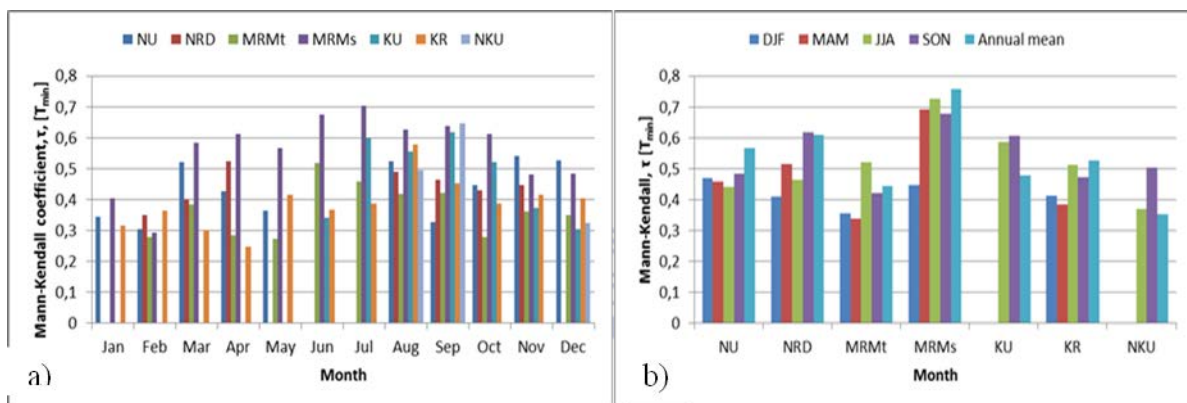 NU NRD MRMt MRMs KU KR NKU
Mann-Kendall coefficient, τ, [Tmin]
0,8
0,7
0,6
0,5
0,4
0,3
0,2
0,1
0
Jan Feb Mar Apr May Jun Jul Aug Sep Oct Nov Dec
Month
a)
DJF MAM JJA SON Annual mean
Mann-Kendall, τ [Tmin]
0,8
0,7
0,6
0,5
0,4
0,3
0,2
0,1
0
NU NRD MRMt MRMs KU KR NKU
Month
b)